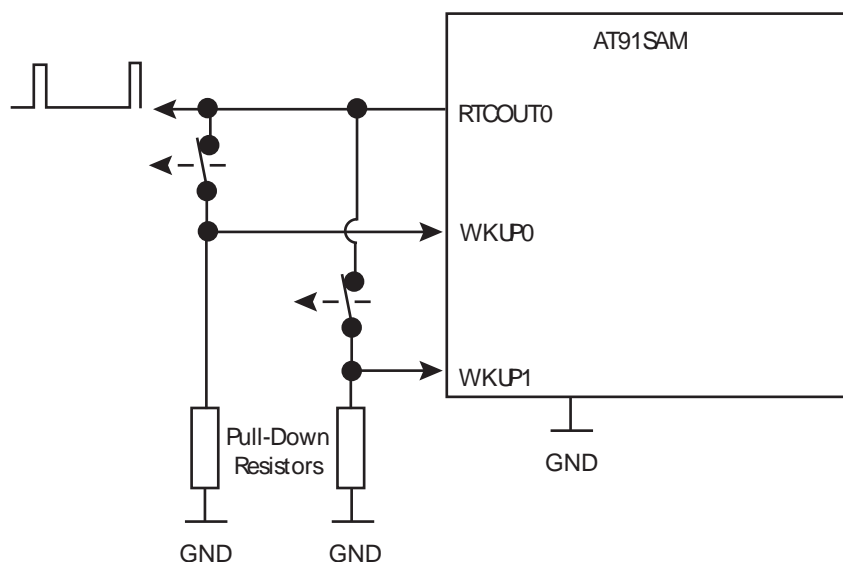 AT91SAM
RTCOUT0
WKUP0
WKUP1
Pull-Down
Resistors
GND
GND
GND